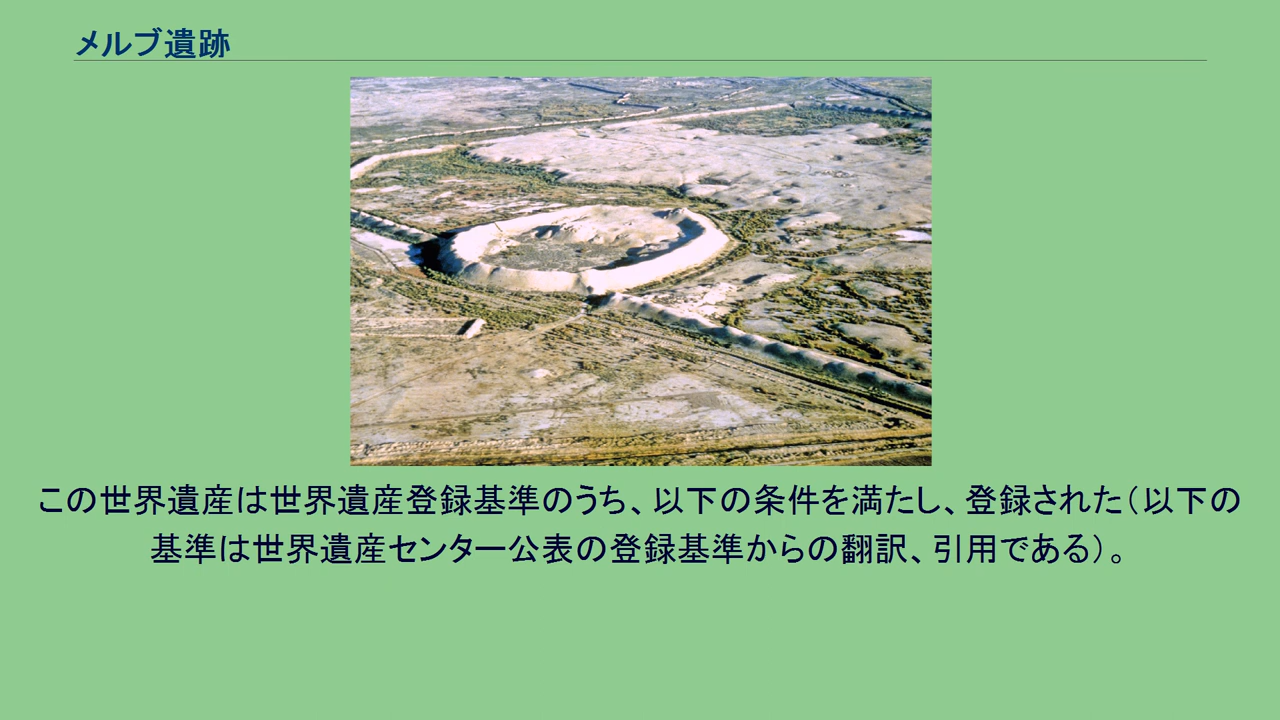 メルブ遺跡
この世界遺産は世界遺産登録基準のうち、以下の条件を満たし、登録された（以下の
基準は世界遺産センター公表の登録基準からの翻訳、引用である）。